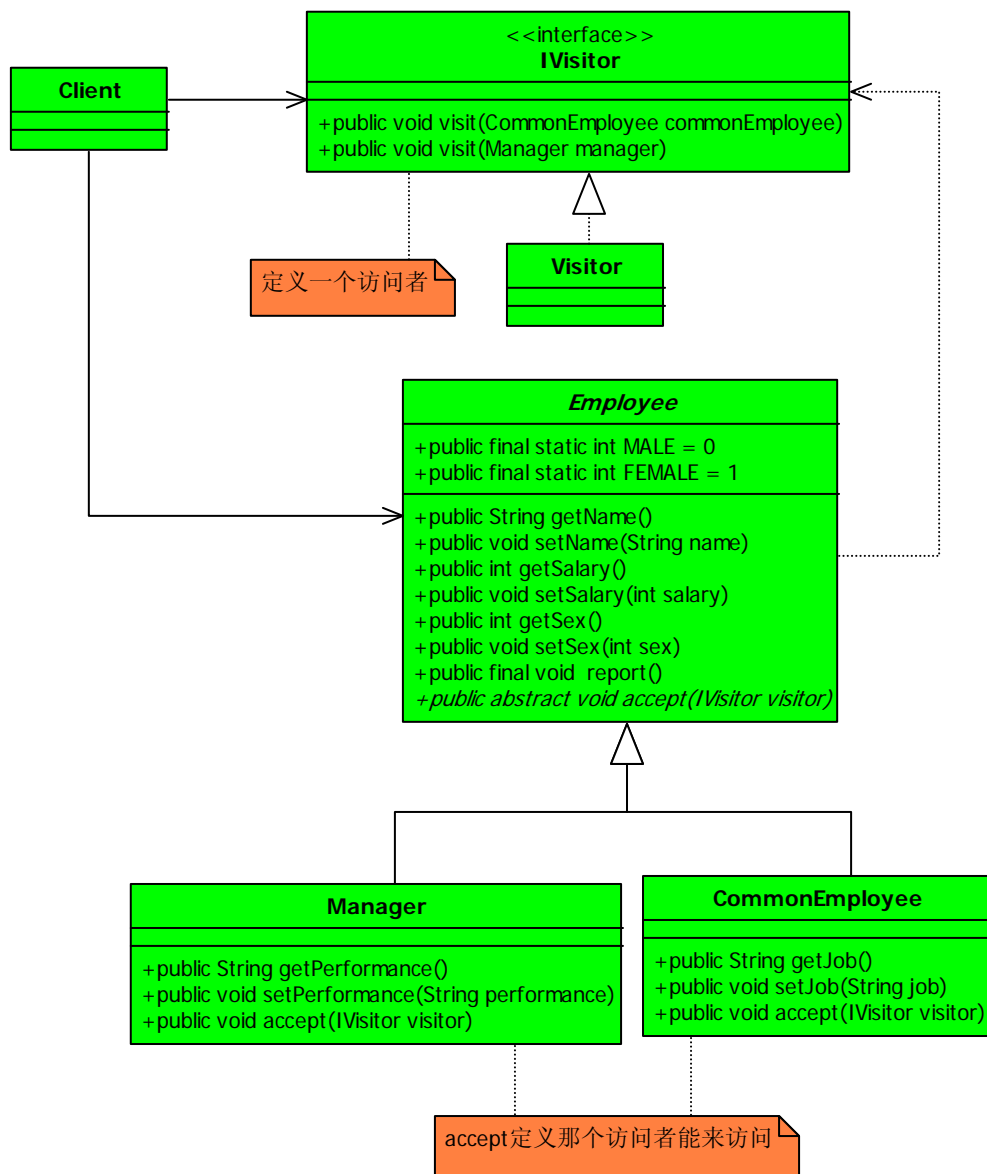 <<interface>>
IVisitor
Client
+public void visit(CommonEmployee commonEmployee)
+public void visit(Manager manager)
定义一个访问者
Visitor
Employee
+public final static int MALE = 0
+public final static int FEMALE = 1
+public String getName()
+public void setName(String name)
+public int getSalary()
+public void setSalary(int salary)
+public int getSex()
+public void setSex(int sex)
+public final void report()
+public abstract void accept(IVisitor visitor)
Manager
+public String getPerformance()
+public void setPerformance(String performance)
+public void accept(IVisitor visitor)
CommonEmployee
+public String getJob()
+public void setJob(String job)
+public void accept(IVisitor visitor)
accept定义那个访问者能来访问